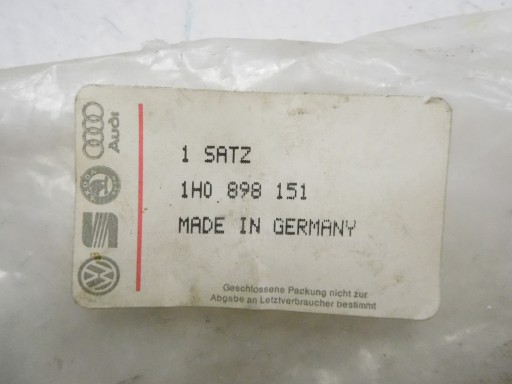 Audi
1 SATZ
1H0 898 151
MADE IN GERMANY
Geschlossene Packung nicht zur
Abgabe an Letztverbraucher bestimmt